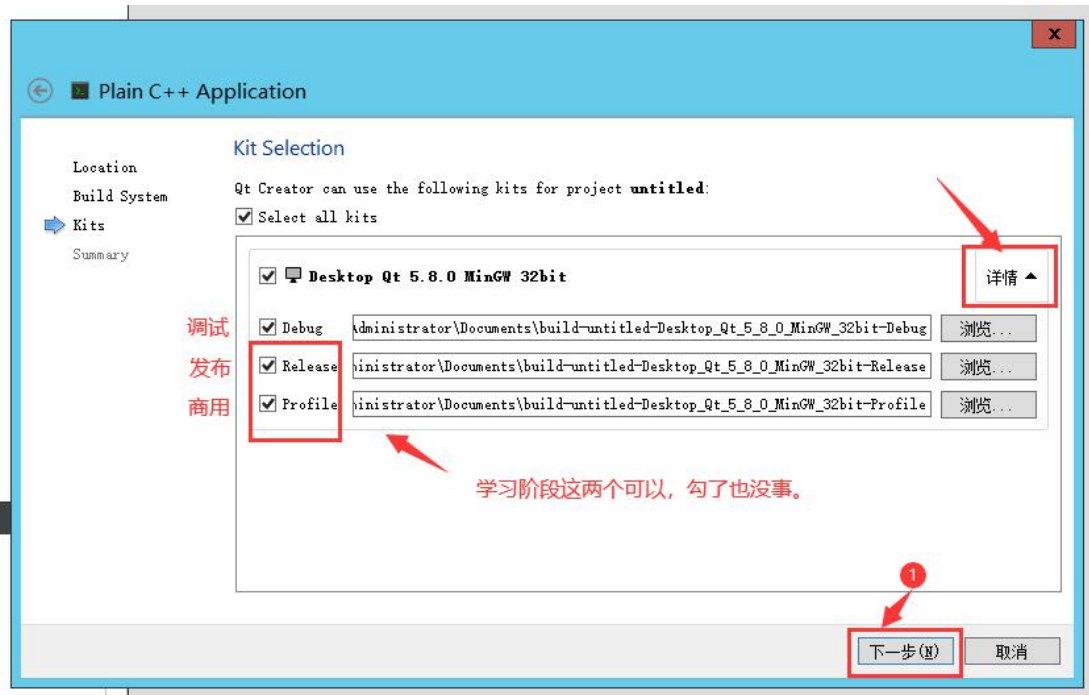 x
Plain C++ Application
Location
Build System
Kits
Summary
Kit Selection
Qt Creator can use the following kits for project untitled:
Select all kits
Desktop Qt 5.8.0 MinGW 32bit
详情
调试 Debug \dministrator\Documents\build-untitled-Desktop_Qt_5_8_0_MinGW_32bit-Debug 浏览...
发布 Release inistrator\Documents\build-untitled-Desktop_Qt_5_8_0_MinGW_32bit-Release 浏览...
商用 Profile inistrator\Documents\build-untitled-Desktop_Qt_5_8_0_MinGW_32bit-Profile 浏览...
学习阶段这两个可以，勾了也没事。
1
下一步(N) 取消